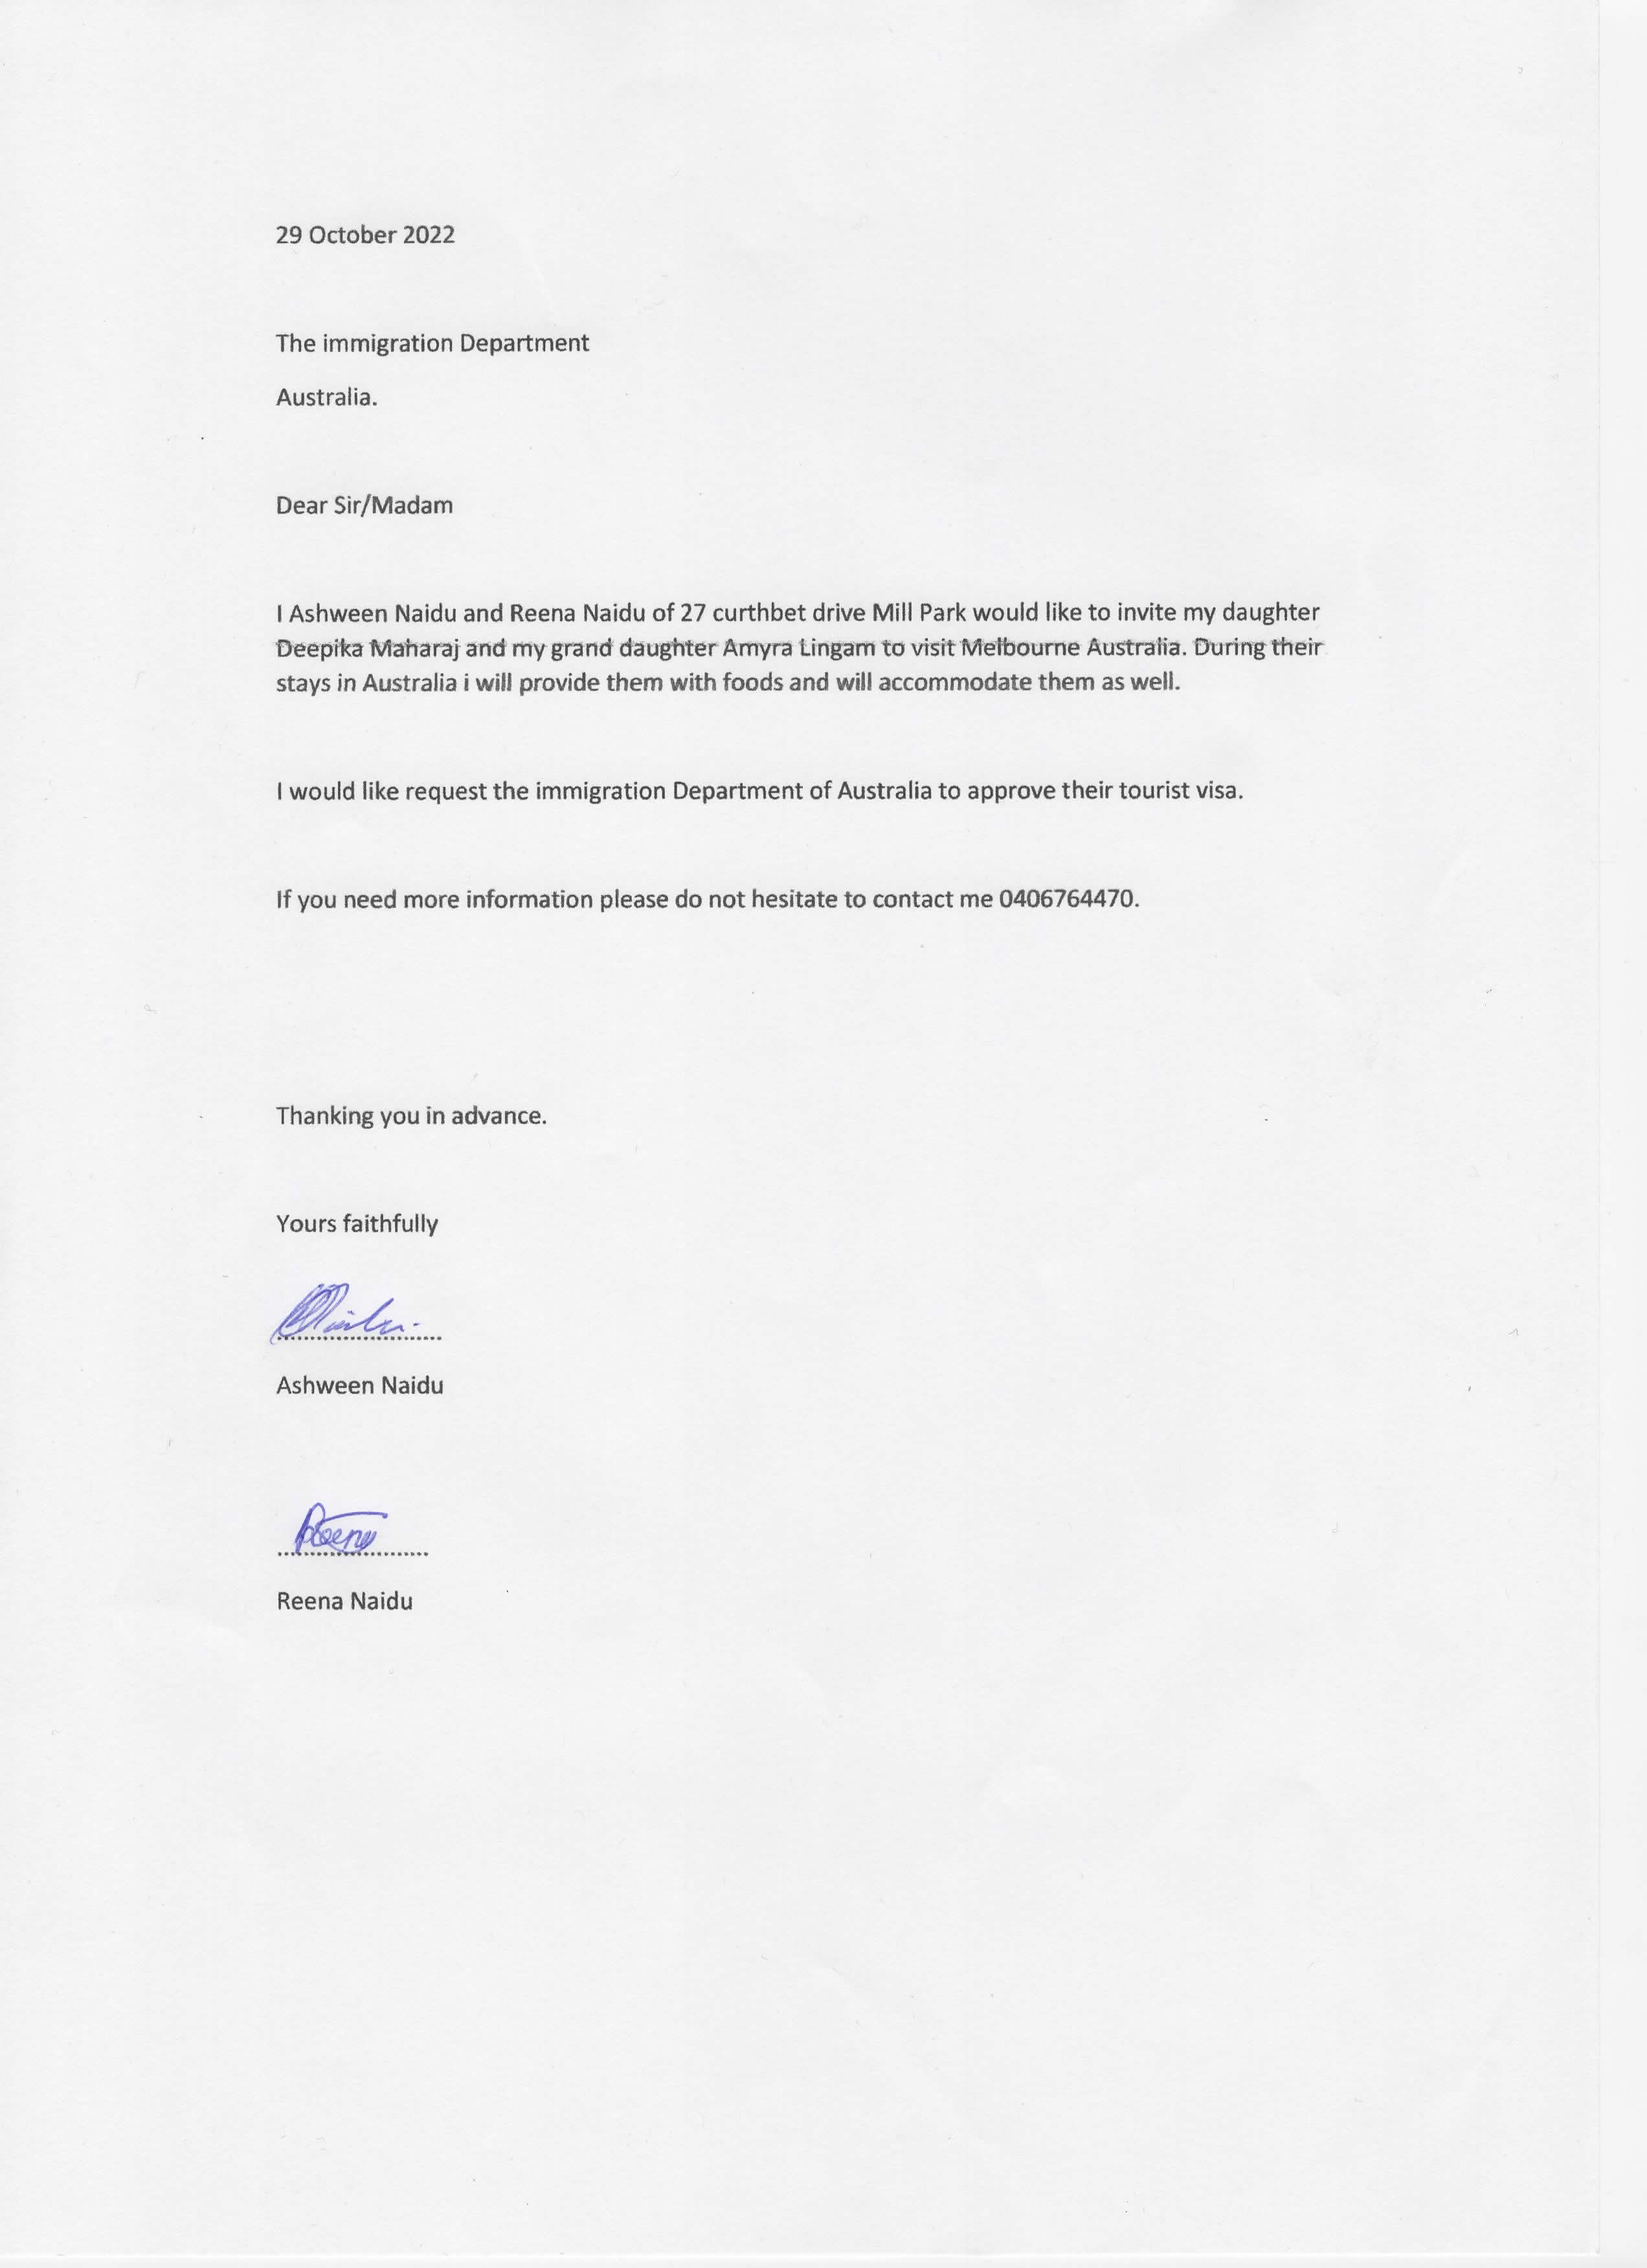 29 October 2022
The immigration Department
Australia.
Dear Sir/Madam
I Ashween Naidu and Reena Naidu of 27 curthbet drive Mill Park would like to invite my daughter
Deepika Maharaj and my grand daughter Amyra Lingam to visit Melbourne Australia. During their
stays in Australia i will provide them with foods and will accommodate them as well.
I would like request the immigration Department of Australia to approve their tourist visa.
If you need more information please do not hesitate to contact me 0406764470.
Thanking you in advance.
Yours faithfully
Ashween Naidu
Reena
Reena Naidu